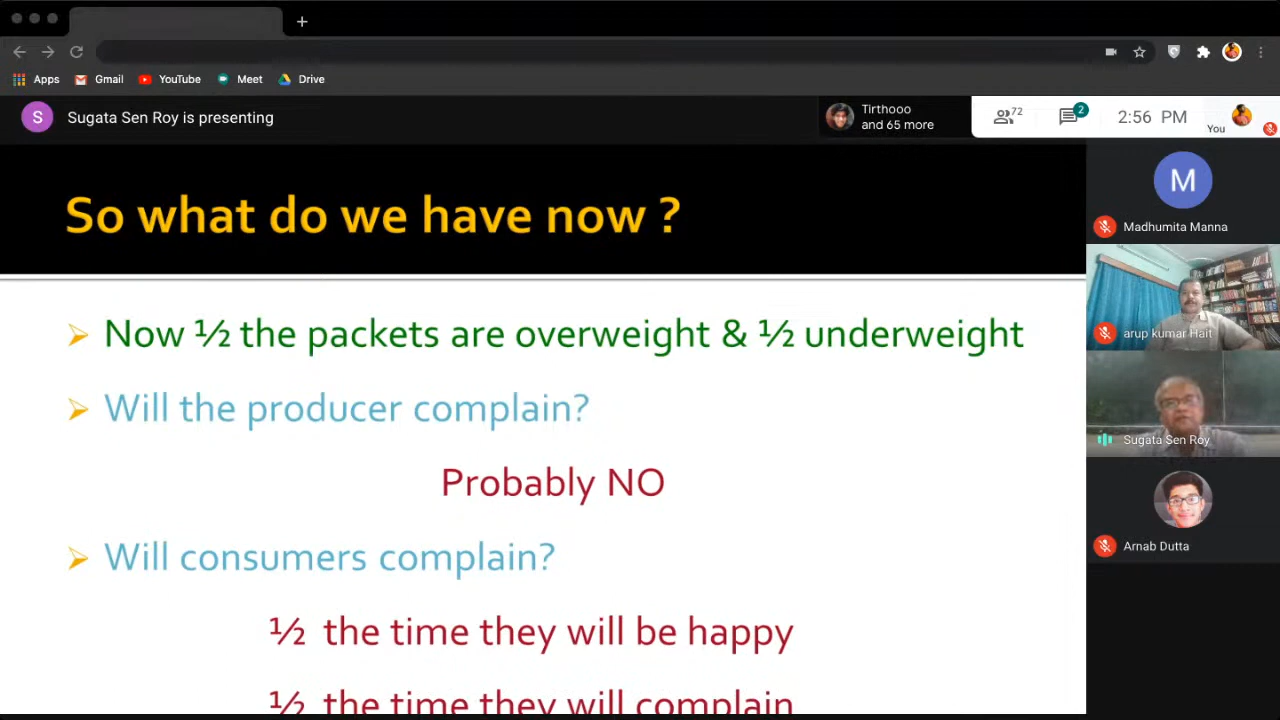 Apps Gmail YouTube Meet Drive
S Sugata Sen Roy is presenting
Tirthooo
and 65 more
72
2
2:56 PM
You
So what do we have now ?
M
Madhumita Manna
Now ½ the packets are overweight & ½ underweight
arup kumar Hait
Will the producer complain?
Sugata Sen Roy
Probably NO
Will consumers complain?
Arnab Dutta
½ the time they will be happy
½ the time they will complain